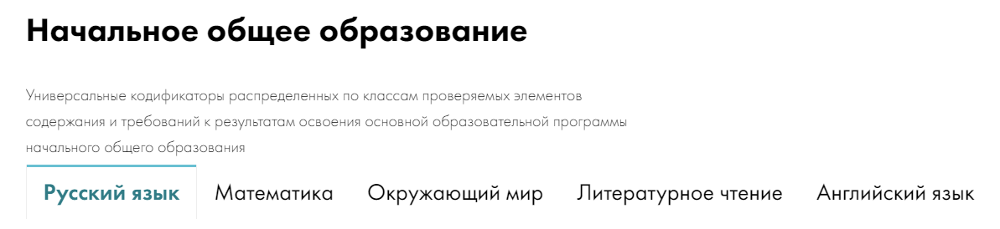 Начальное общее образование
Универсальные кодификаторы распределенных по классам проверяемых элементов
содержания и требований к результатам освоения основной образовательной программы
начального общего образования
Русский язык Математика Окружающий мир Литературное чтение Английский язык